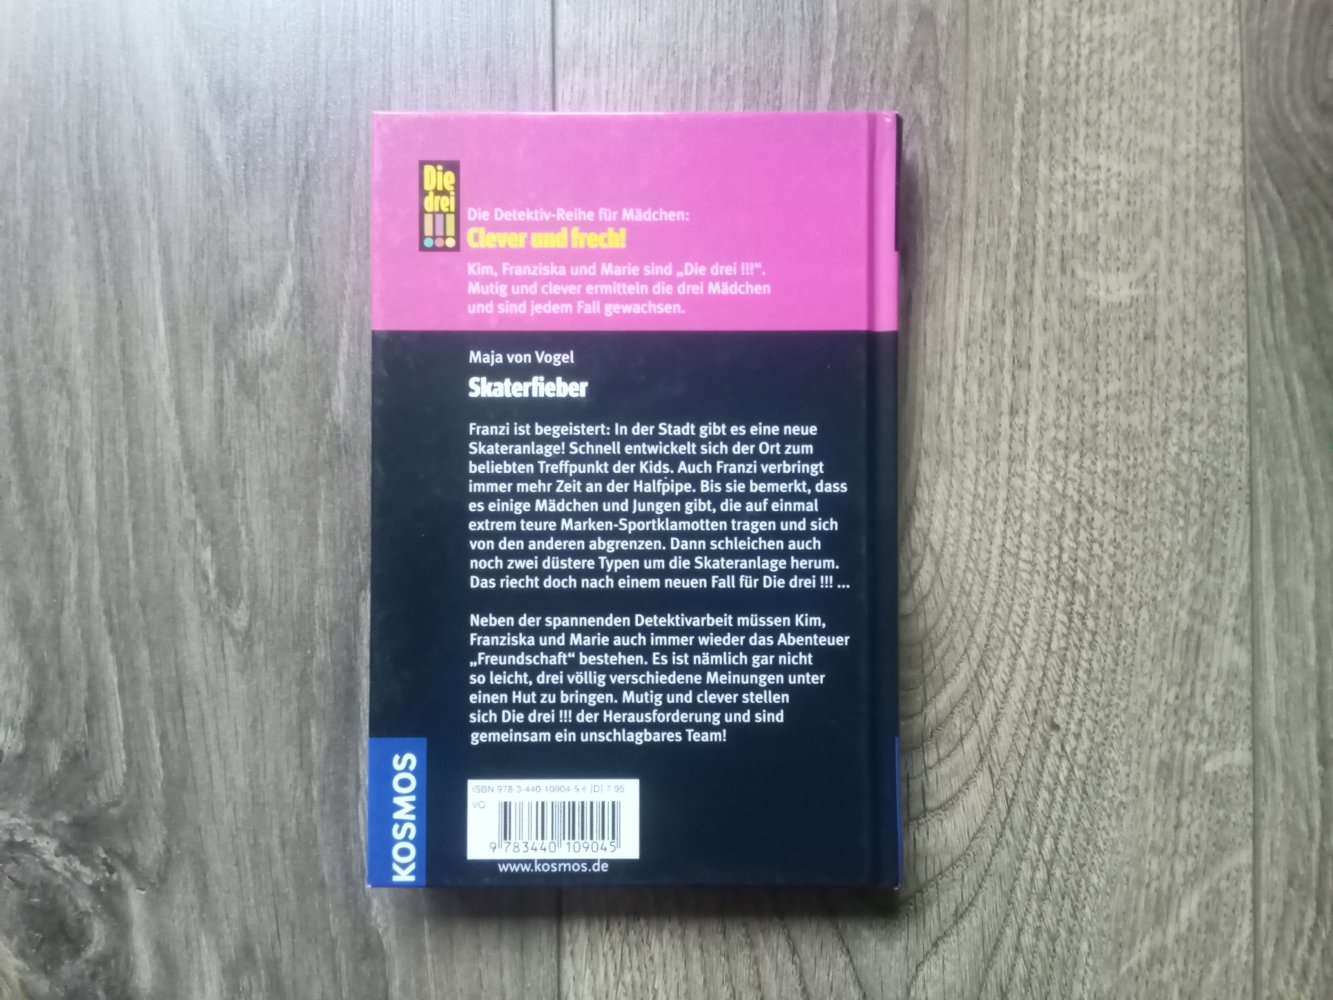 Die
drei
!!!
Die Detektiv-Reihe für Mädchen:
Clever und frech!
Kim, Franziska und Marie sind „Die drei !!!“.
Mutig und clever ermitteln die drei Mädchen
und sind jedem Fall gewachsen.
Maja von Vogel
Skaterfieber
Franzi ist begeistert: In der Stadt gibt es eine neue
Skateranlage! Schnell entwickelt sich der Ort zum
beliebten Treffpunkt der Kids. Auch Franzi verbringt
immer mehr Zeit an der Halfpipe. Bis sie bemerkt, dass
es einige Mädchen und Jungen gibt, die auf einmal
extrem teure Marken-Sportklamotten tragen und sich
von den anderen abgrenzen. Dann schleichen auch
noch zwei düstere Typen um die Skateranlage herum.
Das riecht doch nach einem neuen Fall für Die drei !!! ...
Neben der spannenden Detektivarbeit müssen Kim,
Franziska und Marie auch immer wieder das Abenteuer
„Freundschaft“ bestehen. Es ist nämlich gar nicht
so leicht, drei völlig verschiedene Meinungen unter
einen Hut zu bringen. Mutig und clever stellen
sich Die drei !!! der Herausforderung und sind
gemeinsam ein unschlagbares Team!
KOSMOS
ISBN 978-3-440-10904-5 € [D] 7.95
VQ
9 783440 109045
www.kosmos.de